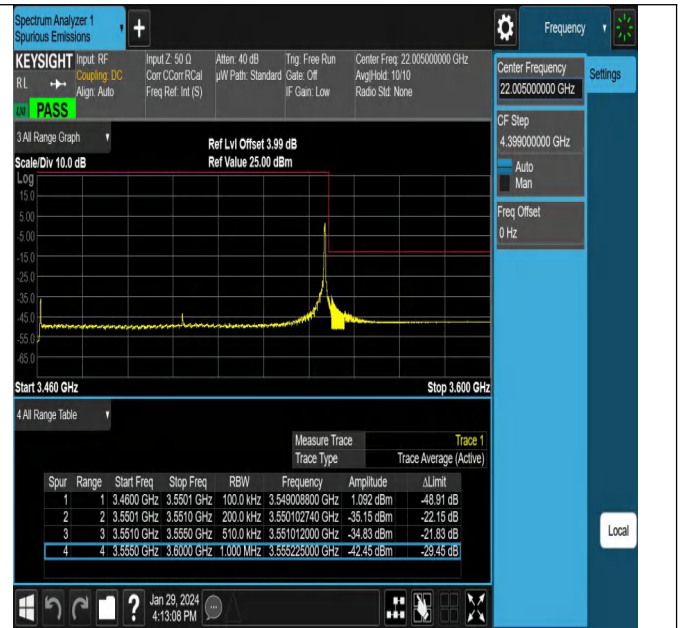 Spectrum Analyzer 1
Spurious Emissions
Frequency
KEYSIGHT Input: RF Input Z: 50 Ω Atten: 40 dB Trig: Free Run Center Freq: 22.005000000 GHz
RL Coupling: DC Corr CCorr RCal µW Path: Standard Gate: Off Avg|Hold: 10/10
Align: Auto Freq Ref: Int (S) IF Gain: Low Radio Std: None
PASS
Center Frequency
22.005000000 GHz
Settings
CF Step
4.399000000 GHz
Auto
Man
Freq Offset
0 Hz
3 All Range Graph
Ref Lvl Offset 3.99 dB
Scale/Div 10.0 dB Ref Value 25.00 dBm
Log
15.0
5.00
-5.00
-15.0
-25.0
-35.0
-45.0
-55.0
-65.0
Start 3.460 GHz Stop 3.600 GHz
4 All Range Table
Measure Trace Trace 1
Trace Type Trace Average (Active)
Spur Range Start Freq Stop Freq RBW Frequency Amplitude ΔLimit
1 1 3.4600 GHz 3.5501 GHz 100.0 kHz 3.549008800 GHz 1.092 dBm -48.91 dB
2 2 3.5501 GHz 3.5510 GHz 200.0 kHz 3.550102740 GHz -35.15 dBm -22.15 dB
3 3 3.5510 GHz 3.5550 GHz 510.0 kHz 3.551012000 GHz -34.83 dBm -21.83 dB
4 4 3.5550 GHz 3.6000 GHz 1.000 MHz 3.555225000 GHz -42.45 dBm -29.45 dB
Local
Jan 29, 2024
4:13:08 PM